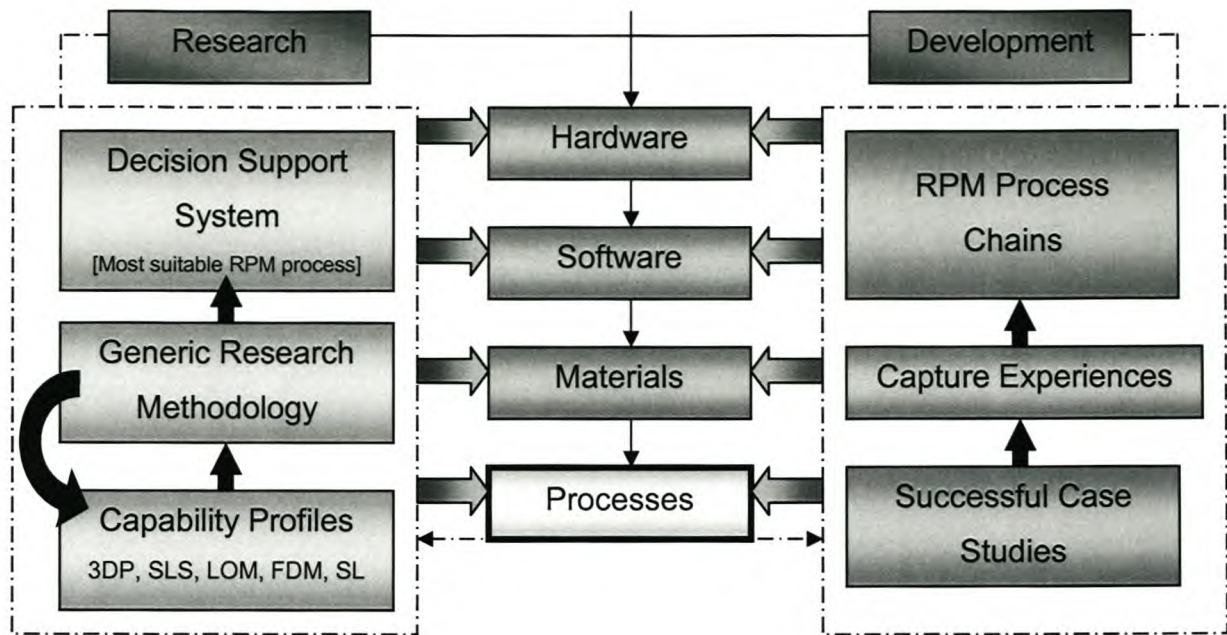 Research
Development
Decision Support
System
[Most suitable RPM process]
Generic Research
Methodology
Capability Profiles
3DP, SLS, LOM, FDM, SL
Hardware
Software
Materials
Processes
RPM Process
Chains
Capture Experiences
Successful Case
Studies